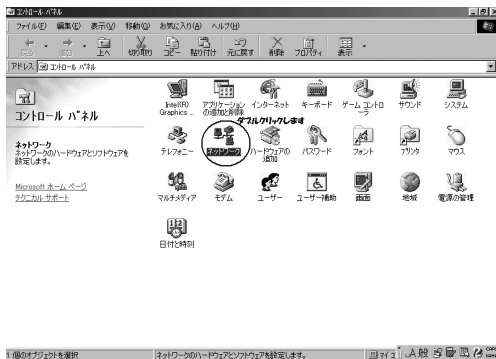 コントロール パネル
ファイル(F) 編集(E) 表示(V) 移動(G) お気に入り(A) ヘルプ(H)
戻る 進む 上へ 切り取り コピー 貼り付け 元に戻す 削除 プロパティ 表示
アドレス コントロール パネル
コントロール パネル
ネットワーク
ネットワークのハードウェアとソフトウェアを
設定します。
Microsoft ホーム ページ
テクニカル サポート
Intel(R) Graphics ...
アプリケーションの追加と削除
インターネット
キーボード
ゲーム コントローラ
サウンド
システム
ダブルクリックします
テレフォニー
ネットワーク
ハードウェアの追加
パスワード
フォント
プリンタ
マウス
マルチメディア
モデム
ユーザー
ユーザー補助
画面
地域
電源の管理
日付と時刻
1 個のオブジェクトを選択
ネットワークのハードウェアとソフトウェアを設定します。
マイ コ
A 般